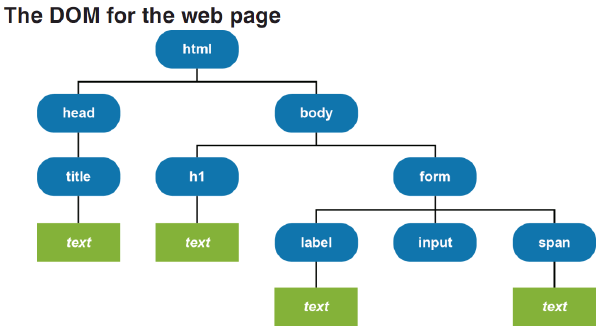 The DOM for the web page
html
head body
title h1 form
text text label input span
text text